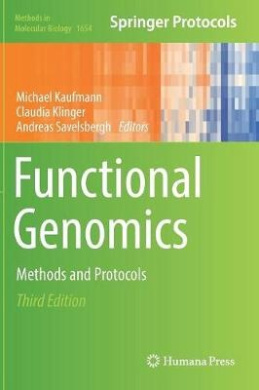 Methods in
Molecular Biology 1654
Springer Protocols
Michael Kaufmann
Claudia Klinger
Andreas Savelsbergh Editors
Functional
Genomics
Methods and Protocols
Third Edition
Humana Press